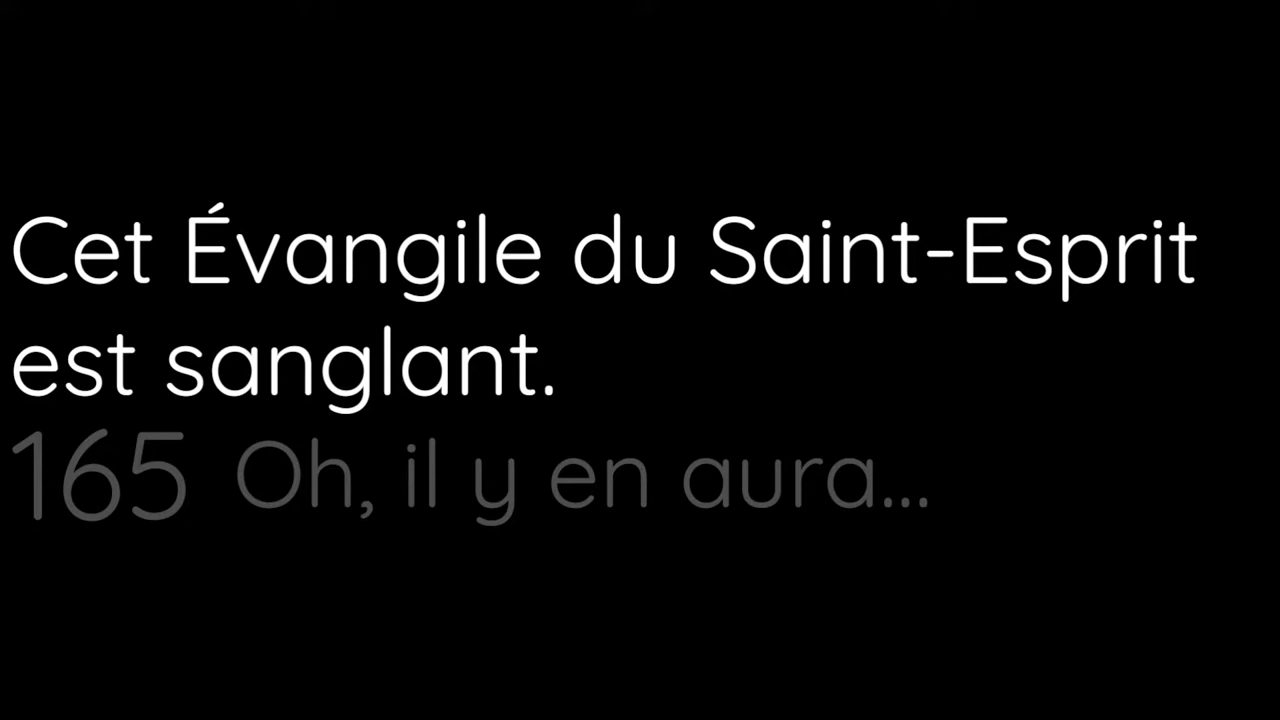 Cet Évangile du Saint-Esprit
est sanglant.
165 Oh, il y en aura...